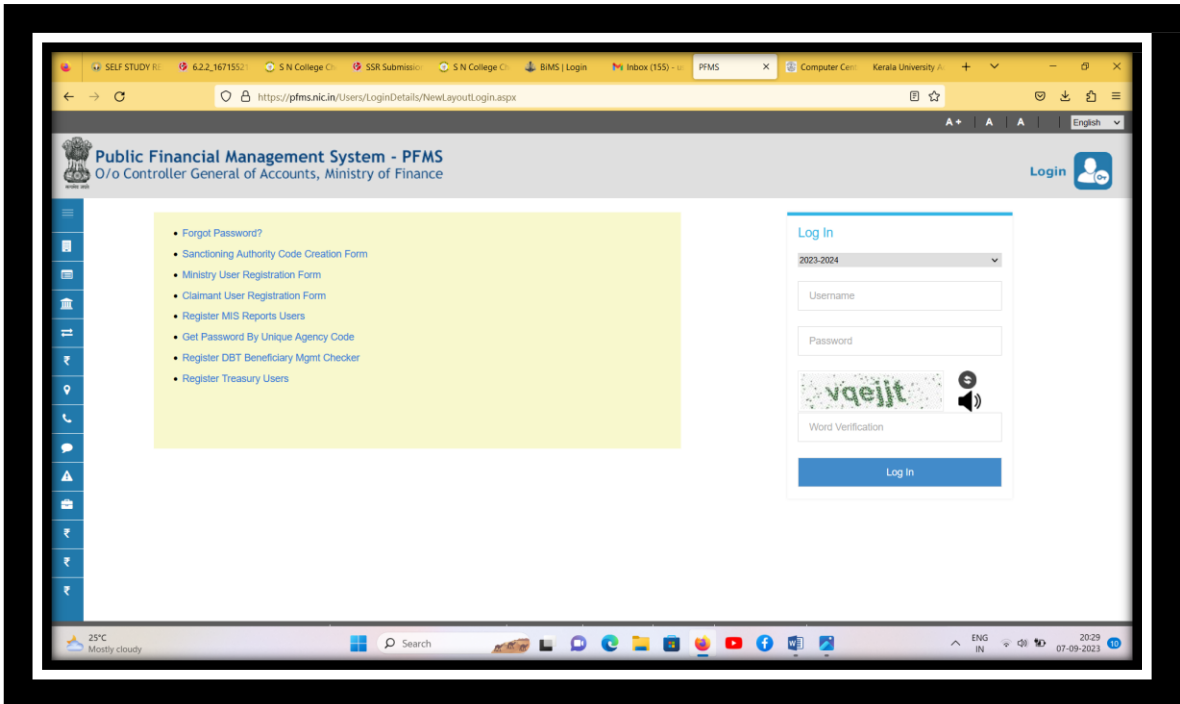 SELF STUDY 6.2.2_1671552 S N College SSR Submission S N College BiMS | Login Inbox (155) - PFMS Computer Kerala University
https://pfms.nic.in/Users/LoginDetails/NewLayoutLogin.aspx
A+ | A | A | | English
Public Financial Management System - PFMS
O/o Controller General of Accounts, Ministry of Finance
Login
Forgot Password?
Sanctioning Authority Code Creation Form
Ministry User Registration Form
Claimant User Registration Form
Register MIS Reports Users
Get Password By Unique Agency Code
Register DBT Beneficiary Mgmt Checker
Register Treasury Users
Log In
2023-2024
Username
Password
vqejjt
Word Verification
Log In
25°C
Mostly cloudy
Search
ENG
IN
20:29
07-09-2023
10